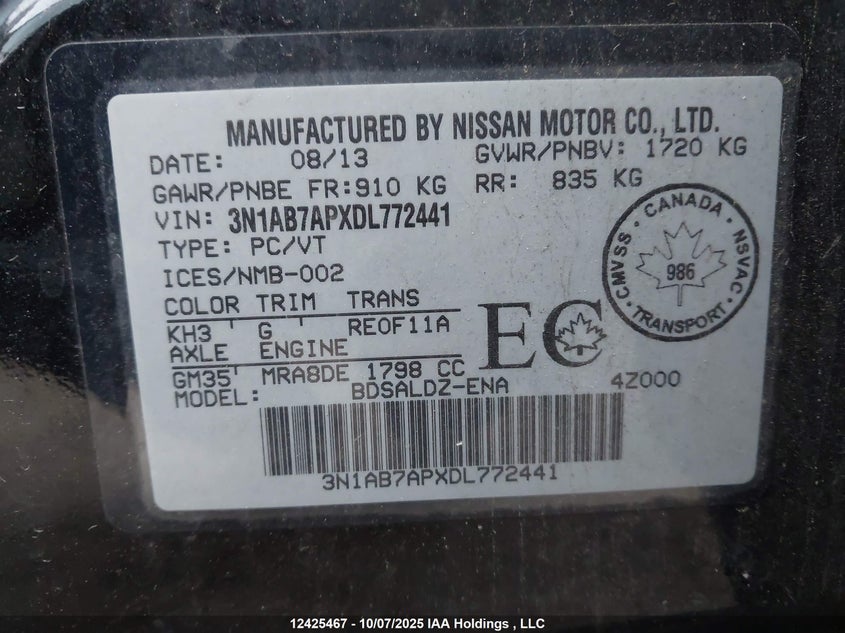 MANUFACTURED BY NISSAN MOTOR CO., LTD.
DATE: 08/13 GVWR/PNBV: 1720 KG
GAWR/PNBE FR:910 KG RR: 835 KG
VIN: 3N1AB7APXDL772441
TYPE: PC/VT
ICES/NMB-002
CANADA
CMVSS NSVAC
986
TRANSPORT
COLOR TRIM TRANS
KH3 G RE0F11A
AXLE ENGINE
GM35 MRA8DE 1798 CC
EC
MODEL: BDSALDZ-ENA 4Z000
3N1AB7APXDL772441
12425467 - 10/07/2025 IAA Holdings , LLC